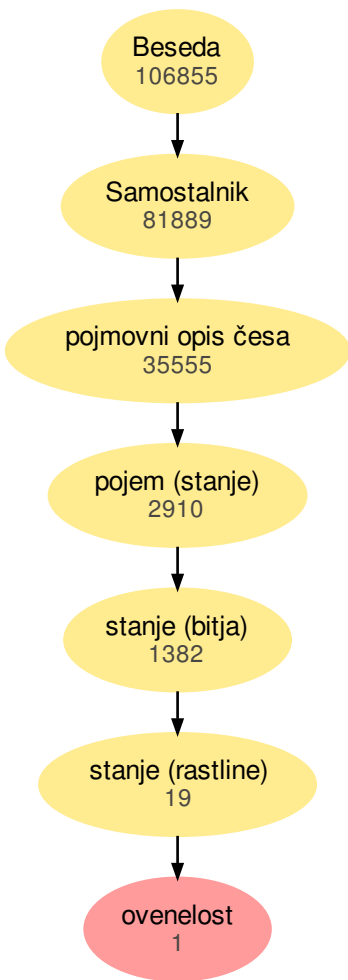 Beseda
106855
Samostalnik
81889
pojmovni opis česa
35555
pojem (stanje)
2910
stanje (bitja)
1382
stanje (rastline)
19
ovenelost
1